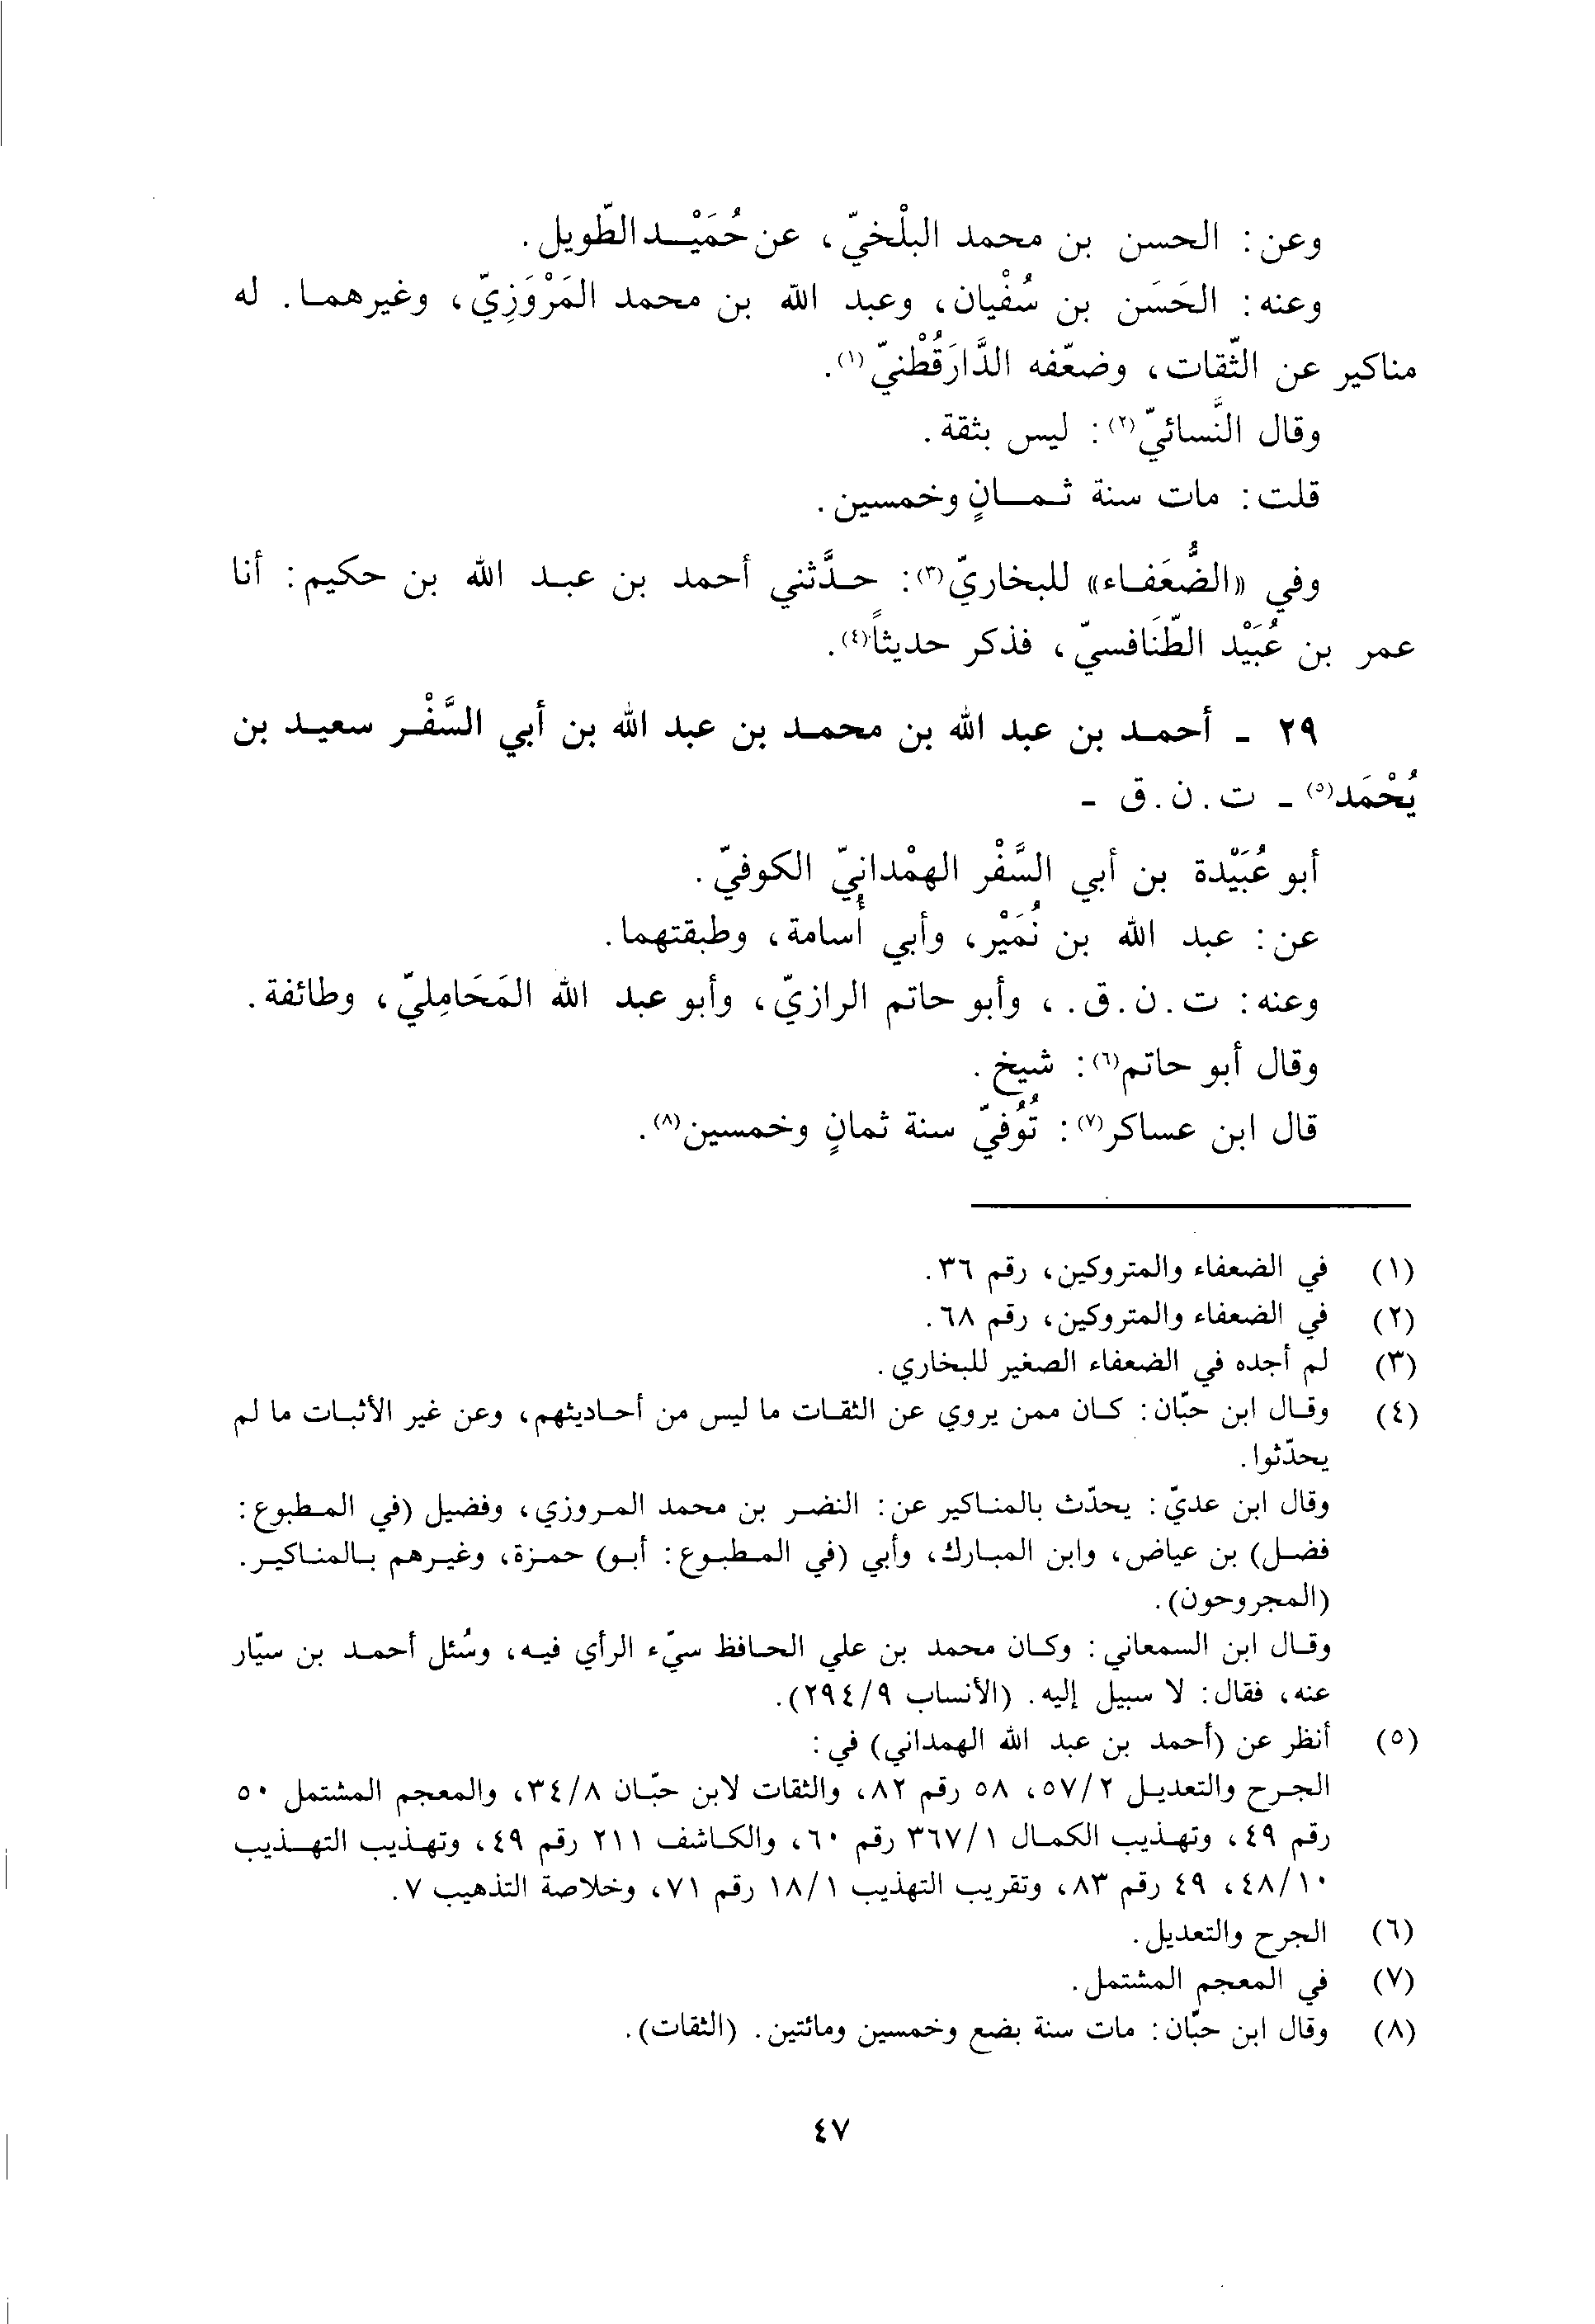 وعن: الحسن بن محمد البلْخيّ، عن حُمَيْـد الطّويل.
وعنه: الحَسَن بن سُفْيان، وعبد الله بن محمد المَرْوَزِيّ، وغيرهما. له
مناكير عن الثّقات، وضعّفه الدَّارَقُطْنيّ(١).
وقال النَّسائيّ(٢): ليس بثقة.
قلت: مات سنة ثمانٍ وخمسين.
وفي «الضُّعَفاء» للبخاريّ(٣): حدَّثني أحمد بن عبد الله بن حكيم: أنا
عمر بن عُبَيْد الطّنَافسيّ، فذكر حديثاً(٤).
٢٩ - أحمد بن عبد الله بن محمد بن عبد الله بن أبي السَّفْر سعيد بن
يُحْمَد(٥) - ت. ن. ق -
أبو عُبَيْدة بن أبي السَّفْر الهمْدانيّ الكوفيّ.
عن: عبد الله بن نُمَيْر، وأبي أُسامة، وطبقتهما.
وعنه: ت. ن. ق.، وأبو حاتم الرازيّ، وأبو عبد الله المَحَامِليّ، وطائفة.
وقال أبو حاتم(٦): شيخ.
قال ابن عساكر(٧): تُوُفيّ سنة ثمانٍ وخمسين(٨).
(١) في الضعفاء والمتروكين، رقم ٣٦.
(٢) في الضعفاء والمتروكين، رقم ٦٨.
(٣) لم أجده في الضعفاء الصغير للبخاري.
(٤) وقال ابن حبّان: كان ممن يروي عن الثقات ما ليس من أحاديثهم، وعن غير الأثبات ما لم
يحدّثوا.
وقال ابن عديّ: يحدّث بالمناكير عن: النضر بن محمد المروزي، وفضيل (في المطبوع:
فضل) بن عياض، وابن المبارك، وأبي (في المطبوع: أبو) حمزة، وغيرهم بالمناكير.
(المجروحون).
وقال ابن السمعاني: وكان محمد بن علي الحافظ سيّء الرأي فيه، وسُئل أحمد بن سيّار
عنه، فقال: لا سبيل إليه. (الأنساب ٢٩٤/٩).
(٥) أنظر عن (أحمد بن عبد الله الهمداني) في:
الجرح والتعديل ٥٧/٢، ٥٨ رقم ٨٢، والثقات لابن حبّان ٣٤/٨، والمعجم المشتمل ٥٠
رقم ٤٩، وتهذيب الكمال ٣٦٧/١ رقم ٦٠، والكاشف ٢١١ رقم ٤٩، وتهذيب التهذيب
٤٨/١٠، ٤٩ رقم ٨٣، وتقريب التهذيب ١٨/١ رقم ٧١، وخلاصة التذهيب ٧.
(٦) الجرح والتعديل.
(٧) في المعجم المشتمل.
(٨) وقال ابن حبّان: مات سنة بضع وخمسين ومائتين. (الثقات).
٤٧